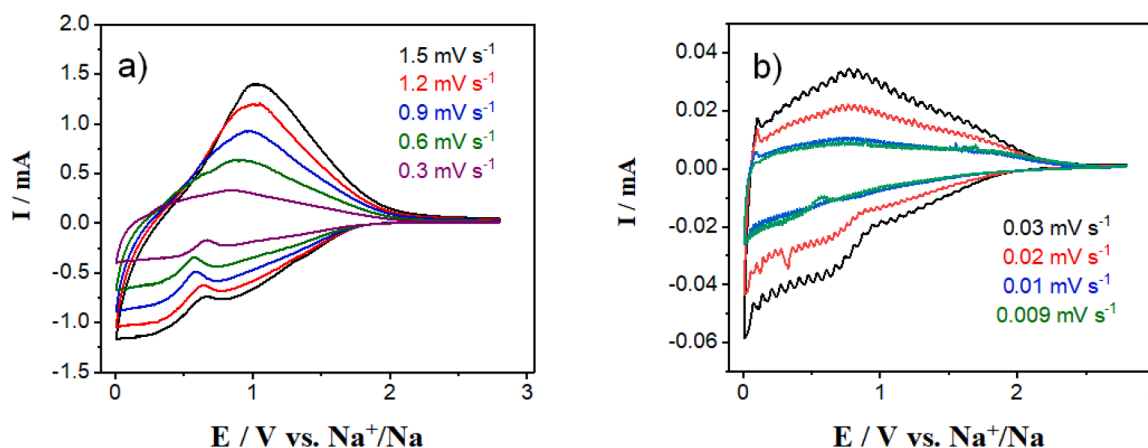 a)
1.5 mV s⁻¹
1.2 mV s⁻¹
0.9 mV s⁻¹
0.6 mV s⁻¹
0.3 mV s⁻¹
I / mA
2.0
1.5
1.0
0.5
0.0
-0.5
-1.0
-1.5
0
1
2
3
E / V vs. Na⁺/Na
b)
0.03 mV s⁻¹
0.02 mV s⁻¹
0.01 mV s⁻¹
0.009 mV s⁻¹
I / mA
0.04
0.02
0.00
-0.02
-0.04
-0.06
0
1
2
E / V vs. Na⁺/Na